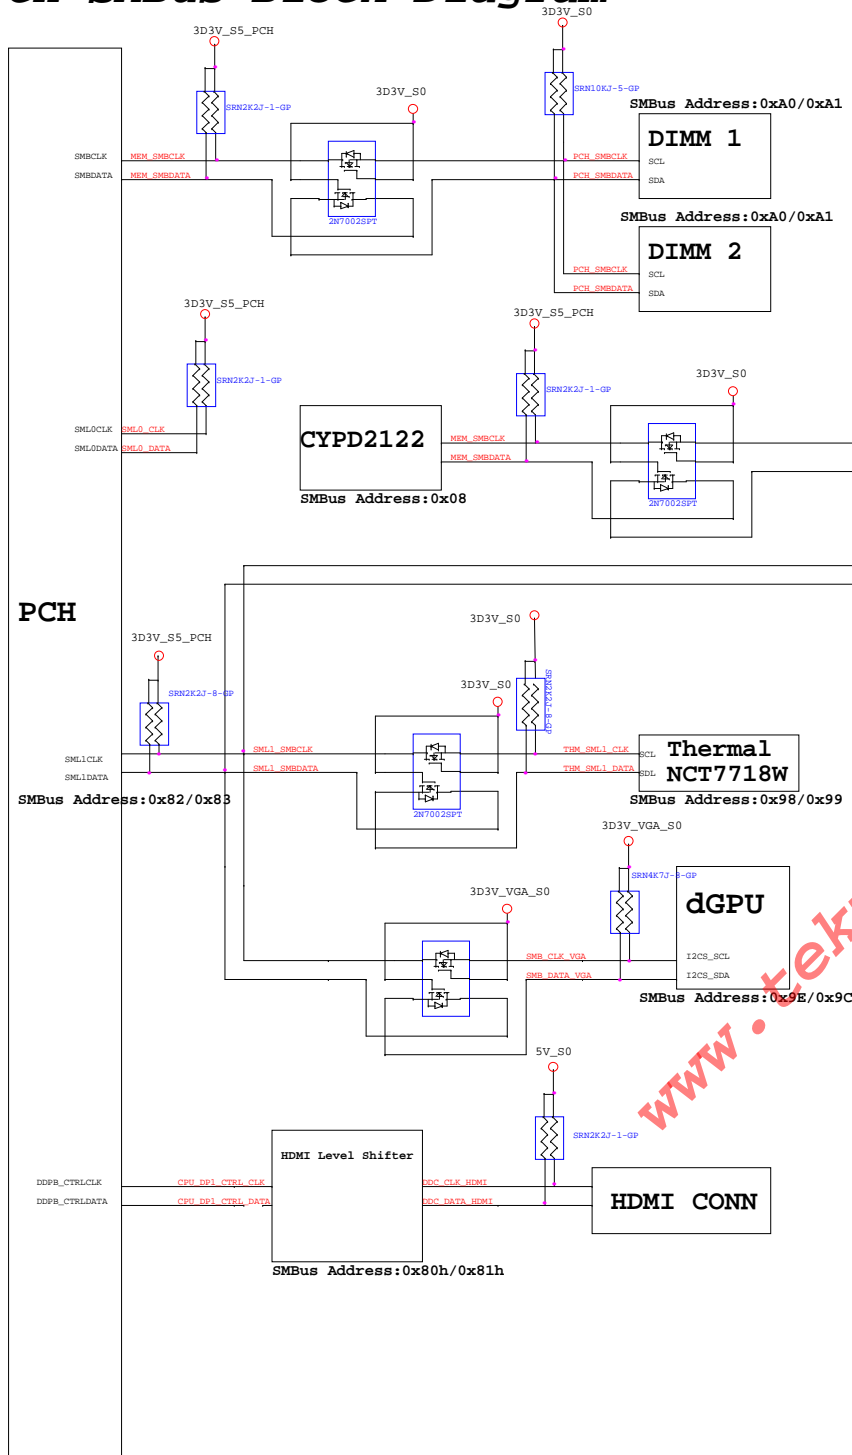 SMBus Block Diagram
3D3V_S5_PCH
3D3V_S0
SRN2K2J-1-GP
3D3V_S0
SRN10KJ-5-GP
SMBus Address:0xA0/0xA1
DIMM 1
SMBCLK
MEM_SMBCLK
PCH_SMBCLK
SCL
SMBDATA
MEM_SMBDATA
PCH_SMBDATA
SDA
2N7002SPT
SMBus Address:0xA0/0xA1
DIMM 2
PCH_SMBCLK
SCL
PCH_SMBDATA
SDA
3D3V_S5_PCH
3D3V_S5_PCH
SRN2K2J-1-GP
SRN2K2J-1-GP
3D3V_S0
SML0CLK
SML0_CLK
SML0DATA
SML0_DATA
CYPD2122
MEM_SMBCLK
MEM_SMBDATA
SMBus Address:0x08
2N7002SPT
PCH
3D3V_S5_PCH
3D3V_S0
SRN2K2J-8-GP
3D3V_S0
SRN2K2J-8-GP
SML1CLK
SML1_SMBCLK
THM_SML1_CLK
SCL
Thermal
SML1DATA
SML1_SMBDATA
THM_SML1_DATA
SDL
NCT7718W
SMBus Address:0x82/0x83
2N7002SPT
SMBus Address:0x98/0x99
3D3V_VGA_S0
SRN4K7J-8-GP
3D3V_VGA_S0
dGPU
SMB_CLK_VGA
I2CS_SCL
SMB_DATA_VGA
I2CS_SDA
SMBus Address:0x9E/0x9C
5V_S0
HDMI Level Shifter
SRN2K2J-1-GP
DDPB_CTRLCLK
CPU_DP1_CTRL_CLK
DDC_CLK_HDMI
DDPB_CTRLDATA
CPU_DP1_CTRL_DATA
DDC_DATA_HDMI
HDMI CONN
SMBus Address:0x80h/0x81h